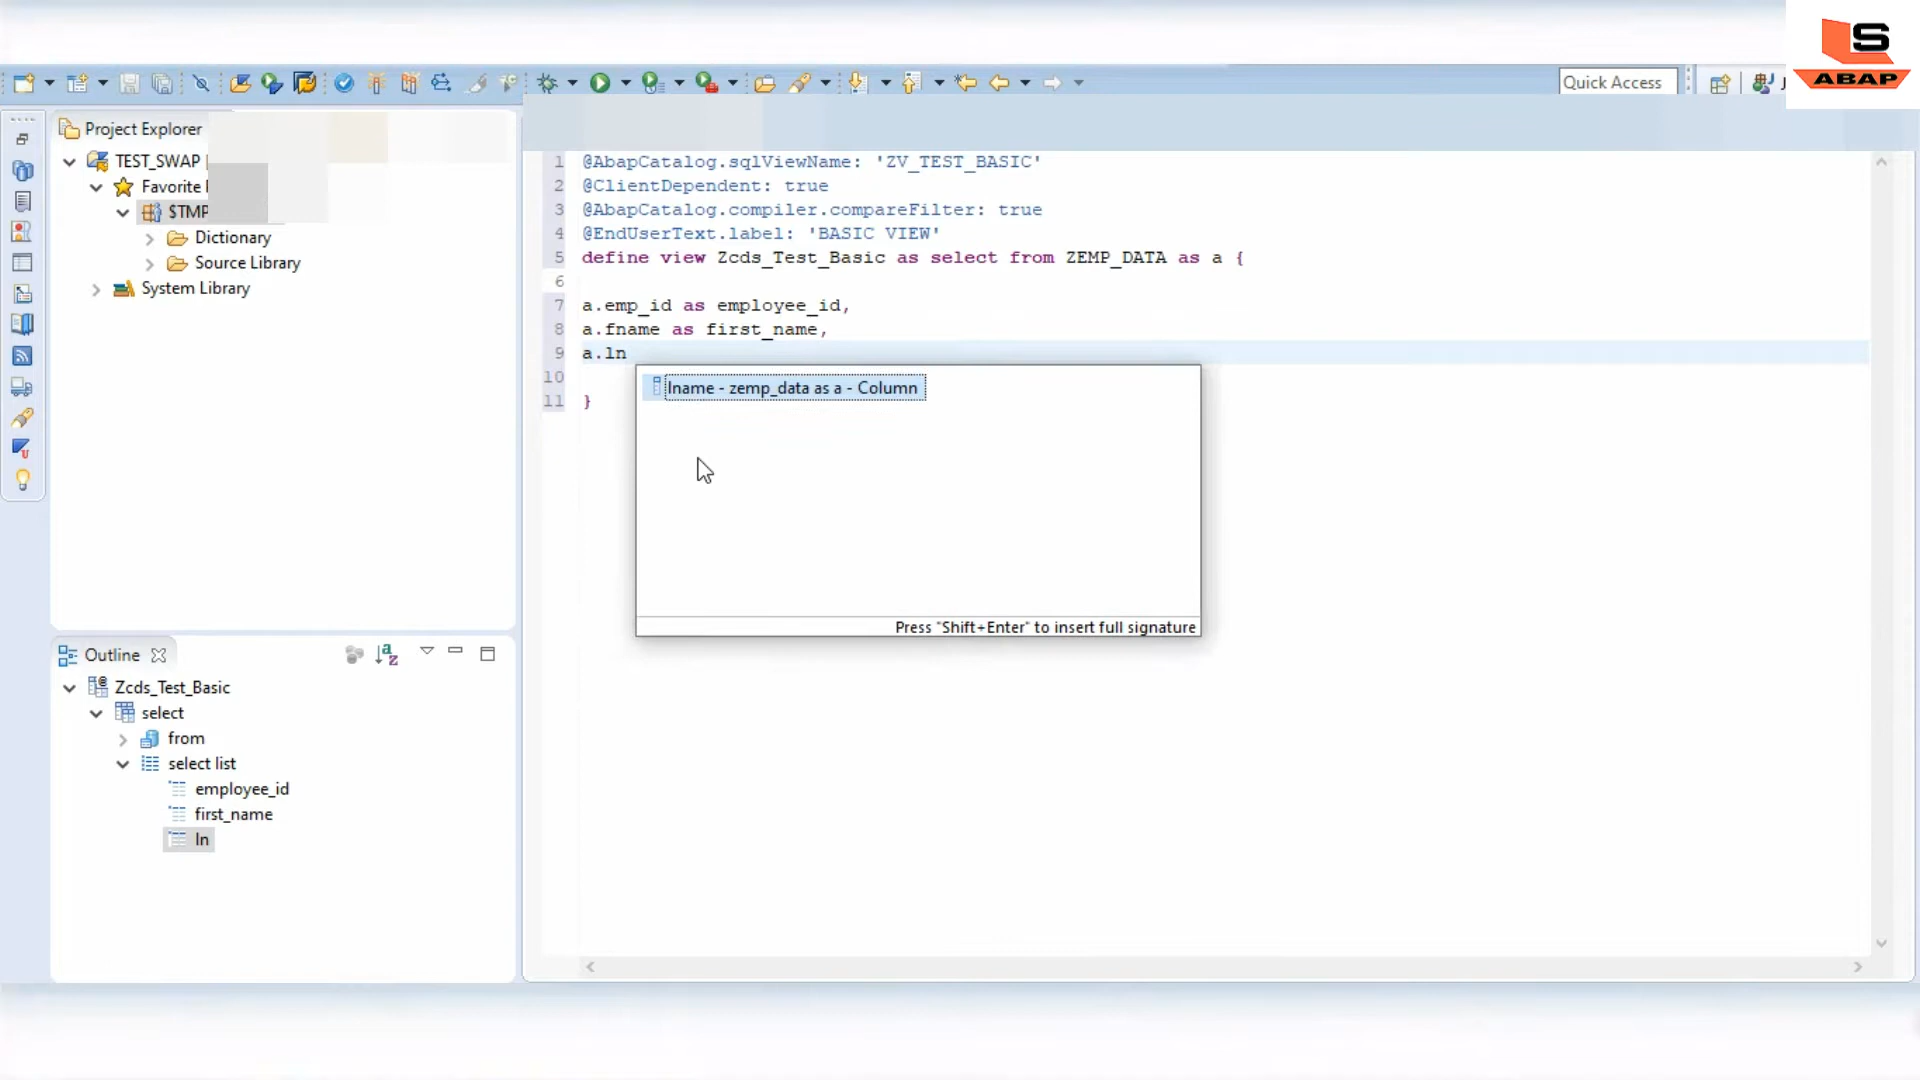 S
ABAP
Quick Access
Project Explorer
TEST_SWAP
Favorite
$TMP
Dictionary
Source Library
System Library
1 @AbapCatalog.sqlViewName: 'ZV_TEST_BASIC'
2 @ClientDependent: true
3 @AbapCatalog.compiler.compareFilter: true
4 @EndUserText.label: 'BASIC VIEW'
5 define view Zcds_Test_Basic as select from ZEMP_DATA as a {
6
7 a.emp_id as employee_id,
8 a.fname as first_name,
9 a.ln
10
11 }
lname - zemp_data as a - Column
Press "Shift+Enter" to insert full signature
Outline
Zcds_Test_Basic
select
from
select list
employee_id
first_name
ln